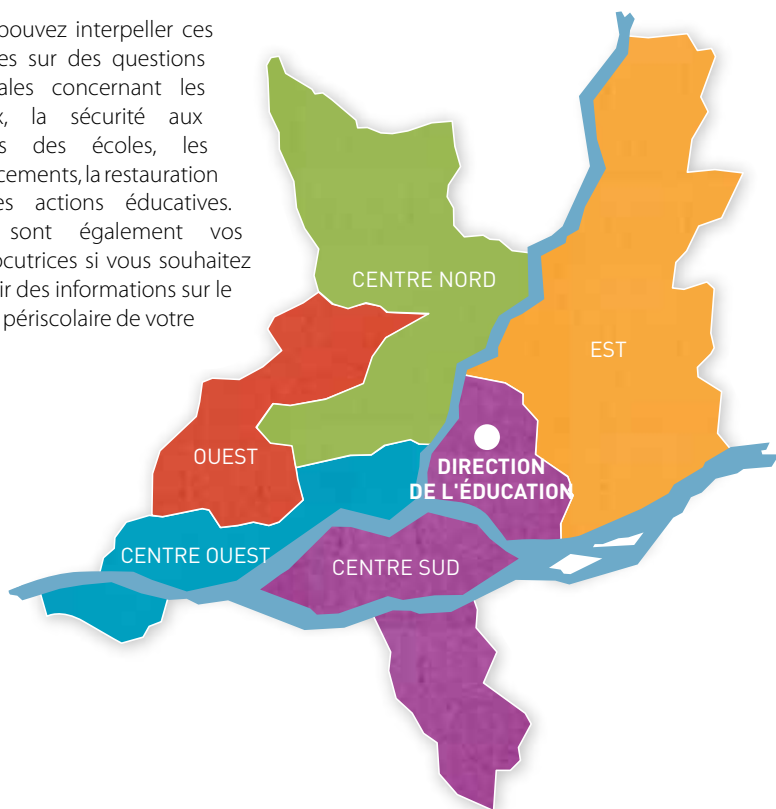 pouvez interpeller ces
es sur des questions
ales concernant les
x, la sécurité aux
s des écoles, les
cements, la restauration
es actions éducatives.
sont également vos
ocutrices si vous souhaitez
ir des informations sur le
périscolaire de votre
CENTRE NORD
EST
OUEST
DIRECTION
DE L'ÉDUCATION
CENTRE OUEST
CENTRE SUD